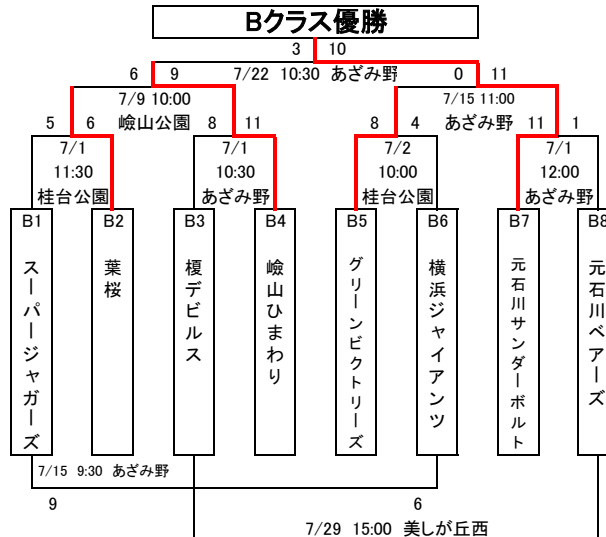 Bクラス優勝
3 10
6 9 7/22 10:30 あざみ野 0 11
7/9 10:00 7/15 11:00
5 6 嶮山公園 8 11 8 4 あざみ野 11 1
7/1 7/1 7/2 7/1
11:30 10:30 10:00 12:00
桂台公園 あざみ野 桂台公園 あざみ野
B1 B2 B3 B4 B5 B6 B7 B8
スーパージャガーズ
葉桜
榎デビルス
嶮山ひまわり
グリーンビクトリーズ
横浜ジャイアンツ
元石川サンダーボルト
元石川ベアーズ
7/15 9:30 あざみ野
9 6
7/29 15:00 美しが丘西